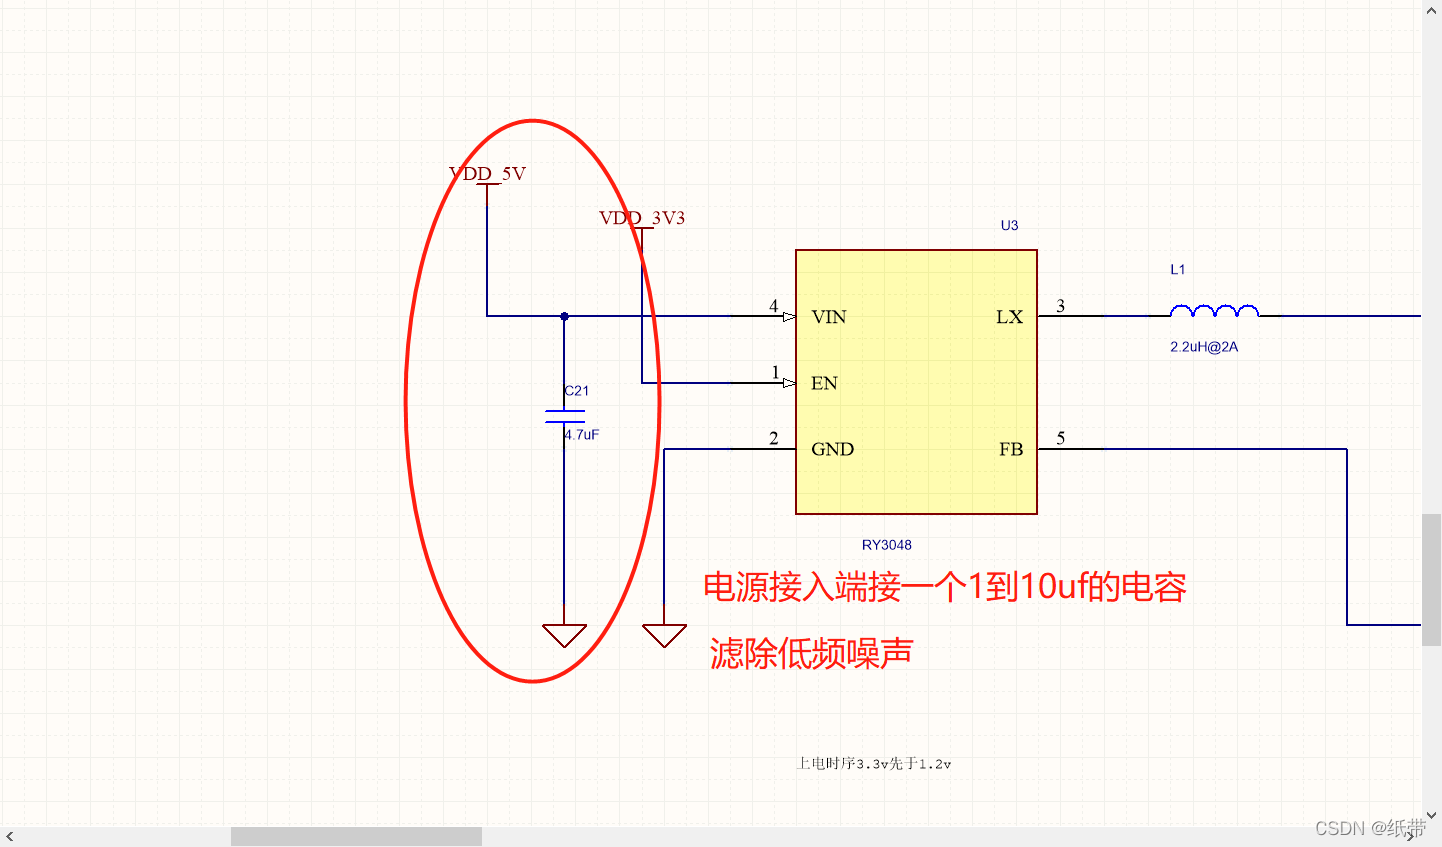 VDD_5V
VDD_3V3
U3
L1
4
VIN
LX
3
2.2uH@2A
1
EN
C21
4.7uF
2
GND
FB
5
RY3048
电源接入端接一个1到10uf的电容
滤除低频噪声
上电时序3.3v先于1.2v
CSDN @纸带